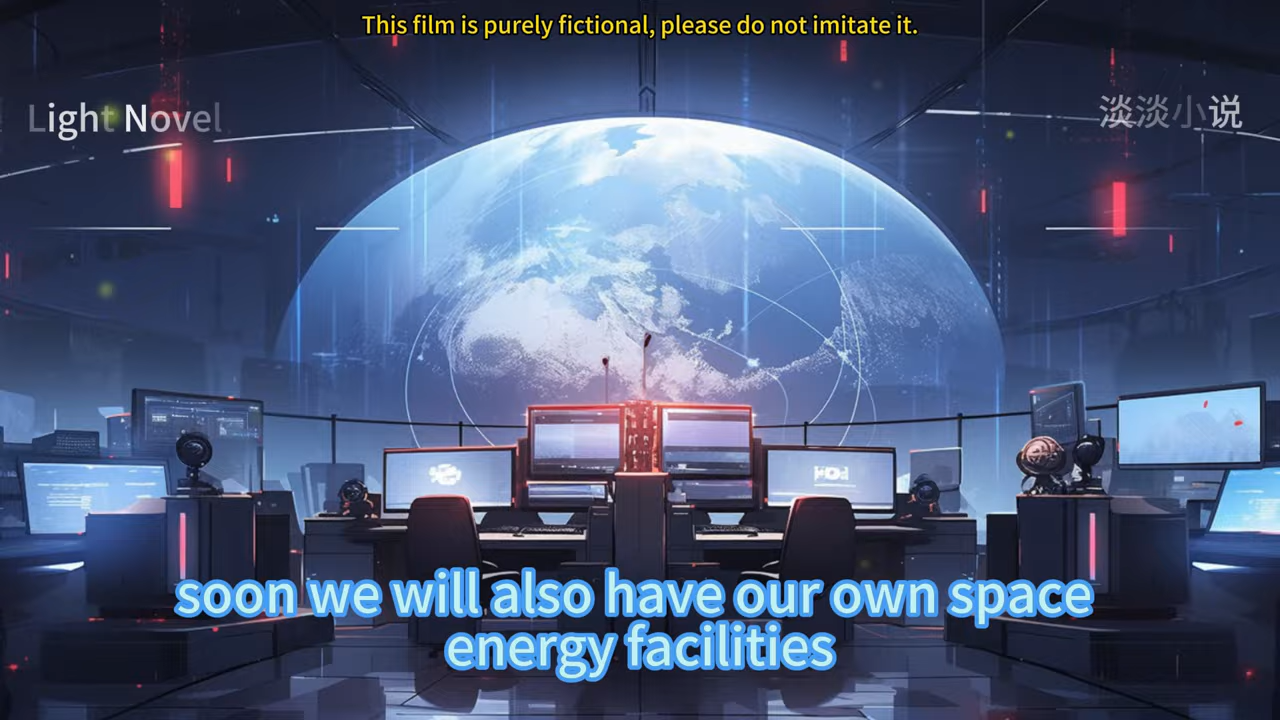 This film is purely fictional, please do not imitate it.
Light Novel
淡淡小说
soon we will also have our own space
energy facilities